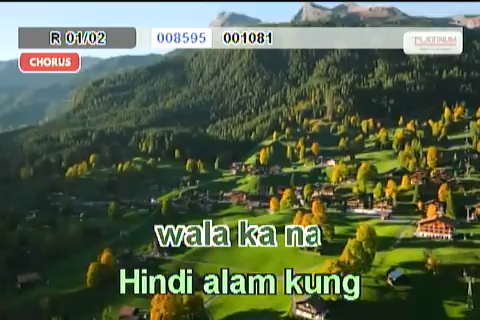 R 01/02 008595 001081
PLATINUM
CHORUS
wala ka na
Hindi alam kung